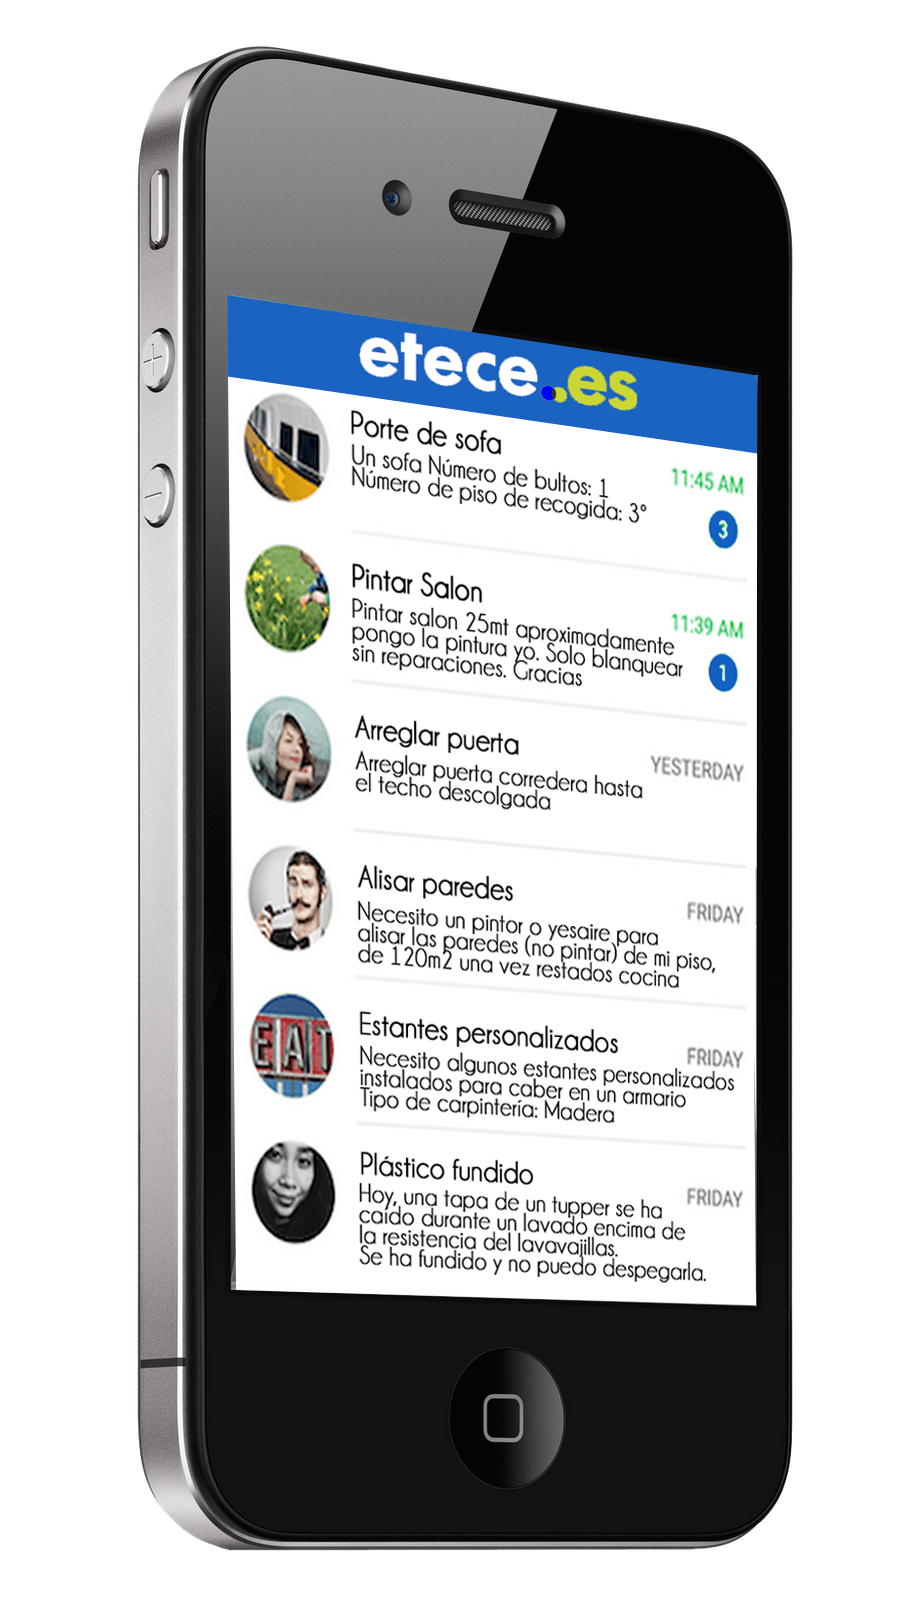 etece..es
Porte de sofa
Un sofa Número de bultos: 1
Número de piso de recogida: 3°
11:45 AM
3
Pintar Salon
Pintar salon 25mt aproximadamente
pongo la pintura yo. Solo blanquear
sin reparaciones. Gracias
11:39 AM
1
Arreglar puerta
Arreglar puerta corredera hasta
el techo descolgada
YESTERDAY
Alisar paredes
Necesito un pintor o yesaire para
alisar las paredes (no pintar) de mi piso,
de 120m2 una vez restados cocina
FRIDAY
EAT
Estantes personalizados
Necesito algunos estantes personalizados
instalados para caber en un armario
Tipo de carpintería: Madera
FRIDAY
Plástico fundido
Hoy, una tapa de un tupper se ha
caído durante un lavado encima de
la resistencia del lavavajillas.
Se ha fundido y no puedo despegarla.
FRIDAY